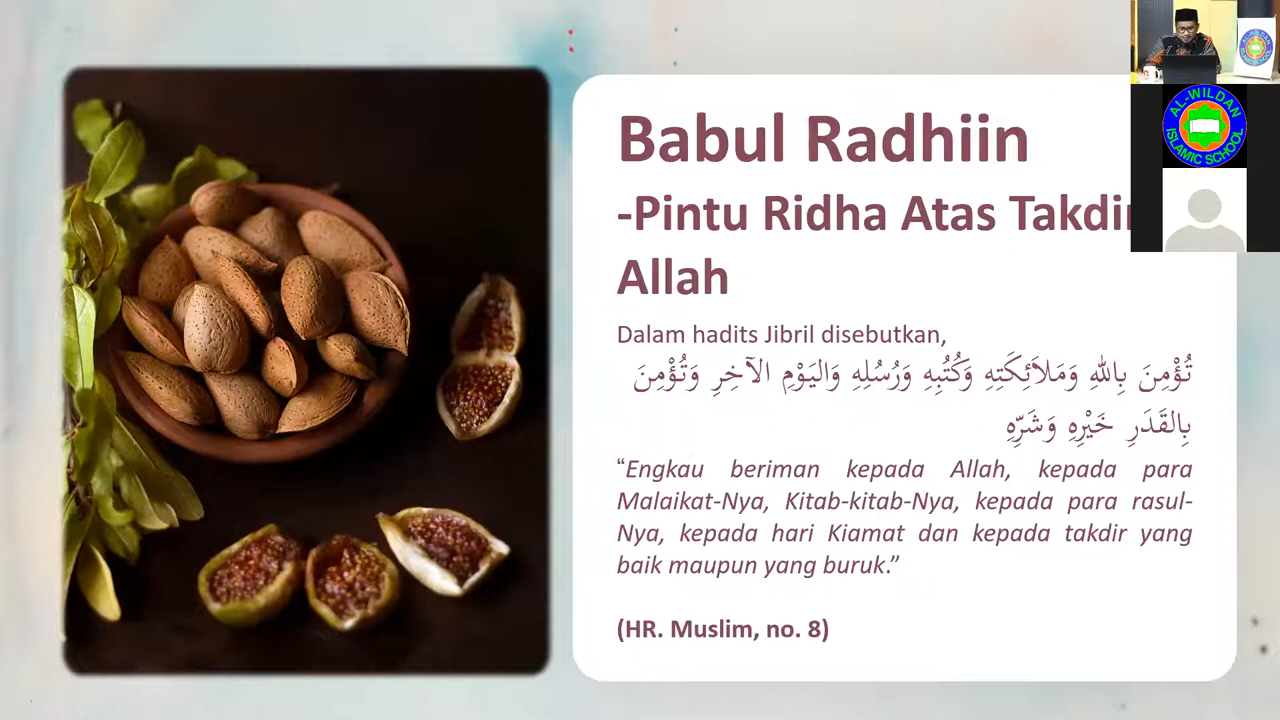 Babul Radhiin
-Pintu Ridha Atas Takdir
Allah
Dalam hadits Jibril disebutkan,
تُؤْمِنَ بِاللهِ وَمَلاَئِكَتِهِ وَكُتُبِهِ وَرُسُلِهِ وَاليَوْمِ الآخِرِ وَتُؤْمِنَ
بِالقَدَرِ خَيْرِهِ وَشَرِّهِ
“Engkau beriman kepada Allah, kepada para
Malaikat-Nya, Kitab-kitab-Nya, kepada para rasul-
Nya, kepada hari Kiamat dan kepada takdir yang
baik maupun yang buruk.”
(HR. Muslim, no. 8)
AL-WILDAN
ISLAMIC SCHOOL